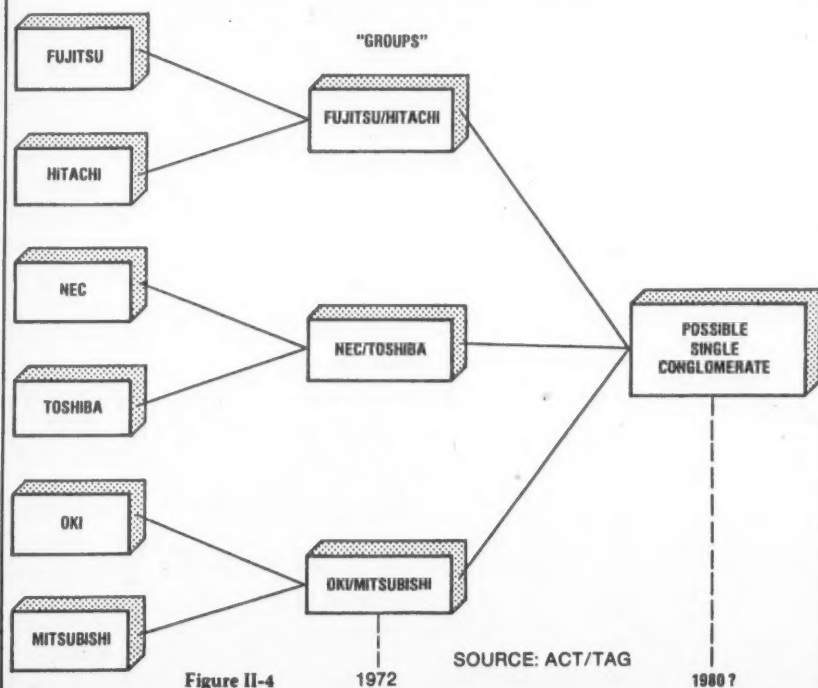 FUJITSU
"GROUPS"
FUJITSU/HITACHI
HITACHI
NEC
NEC/TOSHIBA
POSSIBLE
SINGLE
CONGLOMERATE
TOSHIBA
OKI
OKI/MITSUBISHI
MITSUBISHI
Figure II-4
1972
SOURCE: ACT/TAG
1980?